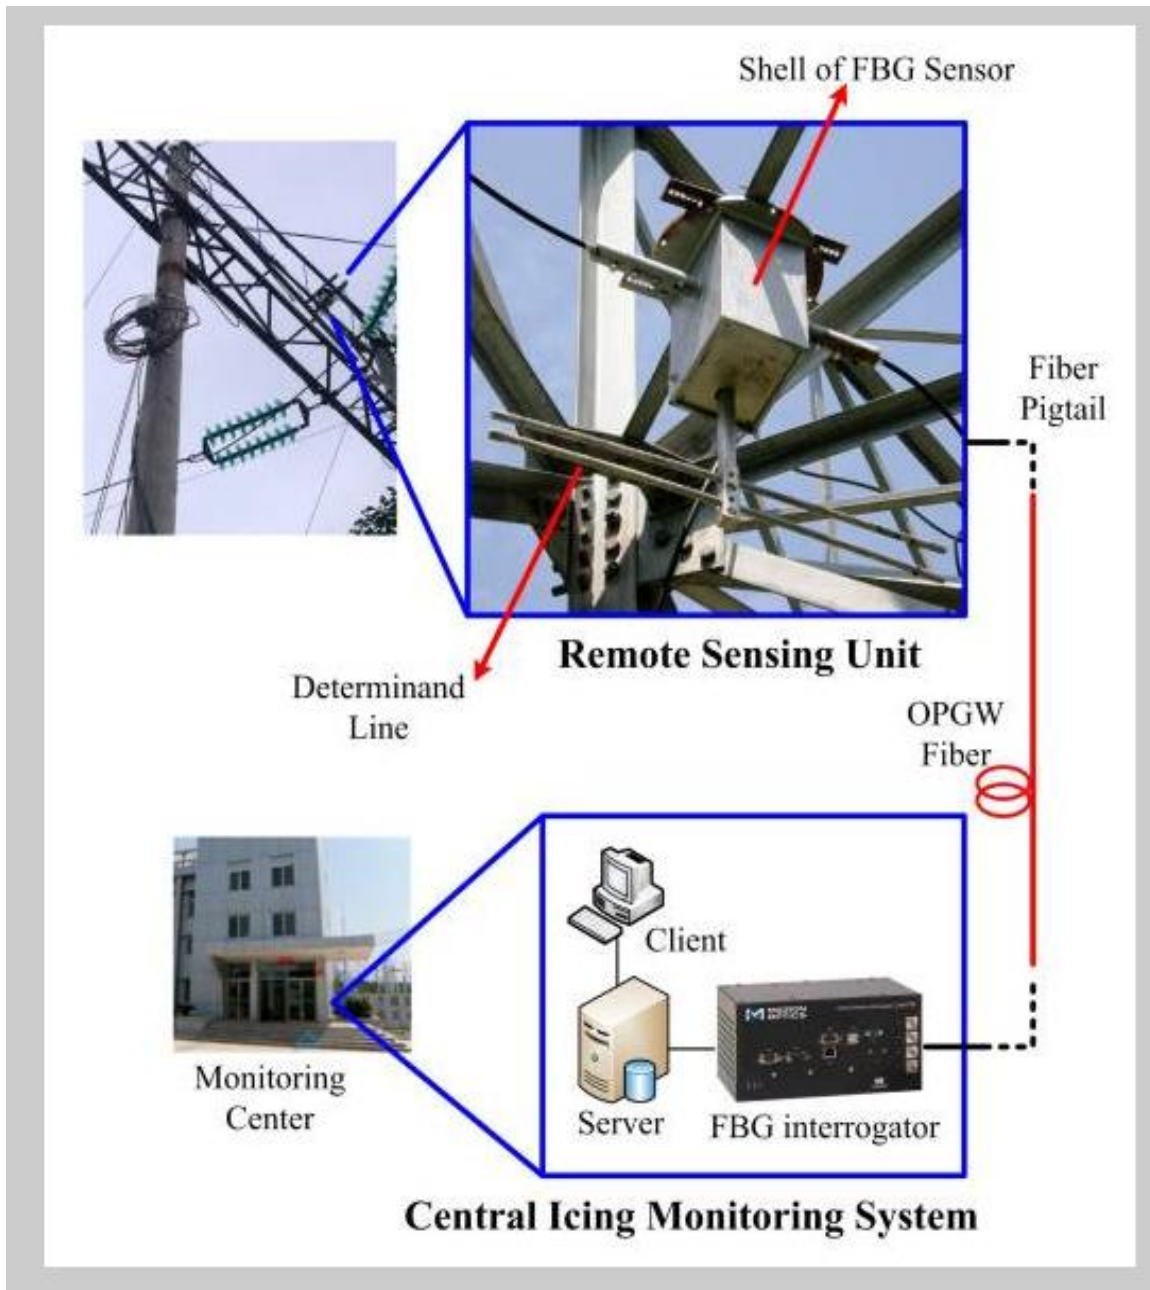 Shell of FBG Sensor
Fiber
Pigtail
Remote Sensing Unit
Determinand
Line
OPGW
Fiber
Client
Monitoring
Center
Server
FBG interrogator
Central Icing Monitoring System